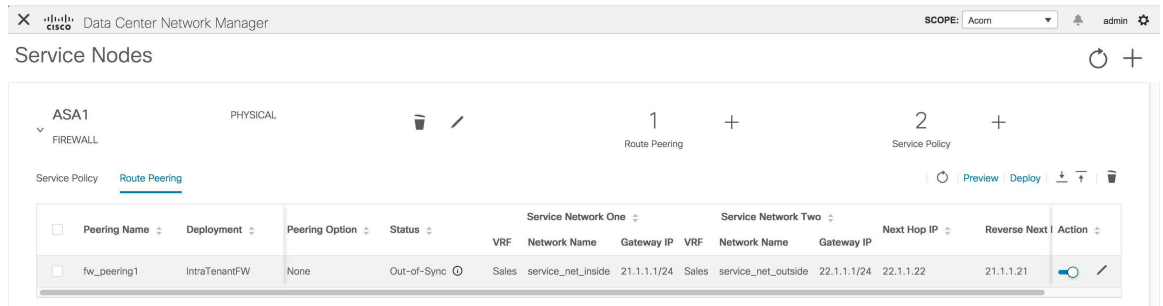 cisco Data Center Network Manager SCOPE: Acorn admin
Service Nodes
ASA1 PHYSICAL 1 2
FIREWALL Route Peering Service Policy
Service Policy Route Peering Preview Deploy
Service Network One Service Network Two
Peering Name Deployment Peering Option Status Next Hop IP Reverse Next Action
VRF Network Name Gateway IP VRF Network Name Gateway IP
fw_peering1 IntraTenantFW None Out-of-Sync Sales service_net_inside 21.1.1.1/24 Sales service_net_outside 22.1.1.1/24 22.1.1.22 21.1.1.21